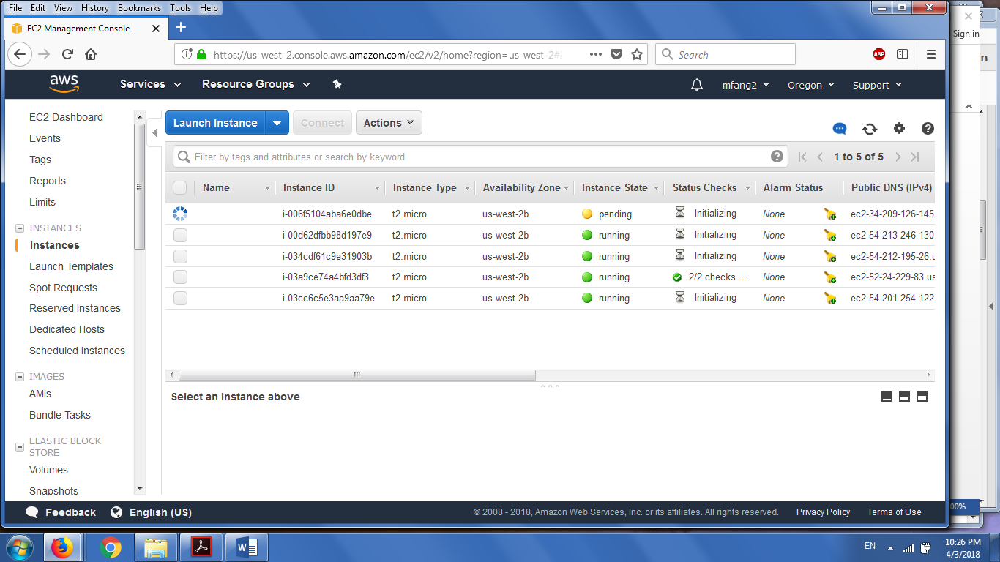 File Edit View History Bookmarks Tools Help
EC2 Management Console
https://us-west-2.console.aws.amazon.com/ec2/v2/home?region=us-west-2#
Search
ABP
Sign in
aws Services Resource Groups mfang2 Oregon Support
EC2 Dashboard
Events
Tags
Reports
Limits
INSTANCES
Instances
Launch Templates
Spot Requests
Reserved Instances
Dedicated Hosts
Scheduled Instances
IMAGES
AMIs
Bundle Tasks
ELASTIC BLOCK
STORE
Volumes
Snapshots
Launch Instance Connect Actions
Filter by tags and attributes or search by keyword
1 to 5 of 5
Name Instance ID Instance Type Availability Zone Instance State Status Checks Alarm Status Public DNS (IPv4)
i-006f5104aba6e0dbe t2.micro us-west-2b pending Initializing None ec2-34-209-126-145
i-00d62dfbb98d197e9 t2.micro us-west-2b running Initializing None ec2-54-213-246-130
i-034cdf61c9e31903b t2.micro us-west-2b running Initializing None ec2-54-212-195-26.u
i-03a9ce74a4bfd3df3 t2.micro us-west-2b running 2/2 checks ... None ec2-52-24-229-83.us
i-03cc6c5e3aa9aa79e t2.micro us-west-2b running Initializing None ec2-54-201-254-122
Select an instance above
Feedback English (US) © 2008 - 2018, Amazon Web Services, Inc. or its affiliates. All rights reserved. Privacy Policy Terms of Use
00%
EN
10:26 PM
4/3/2018